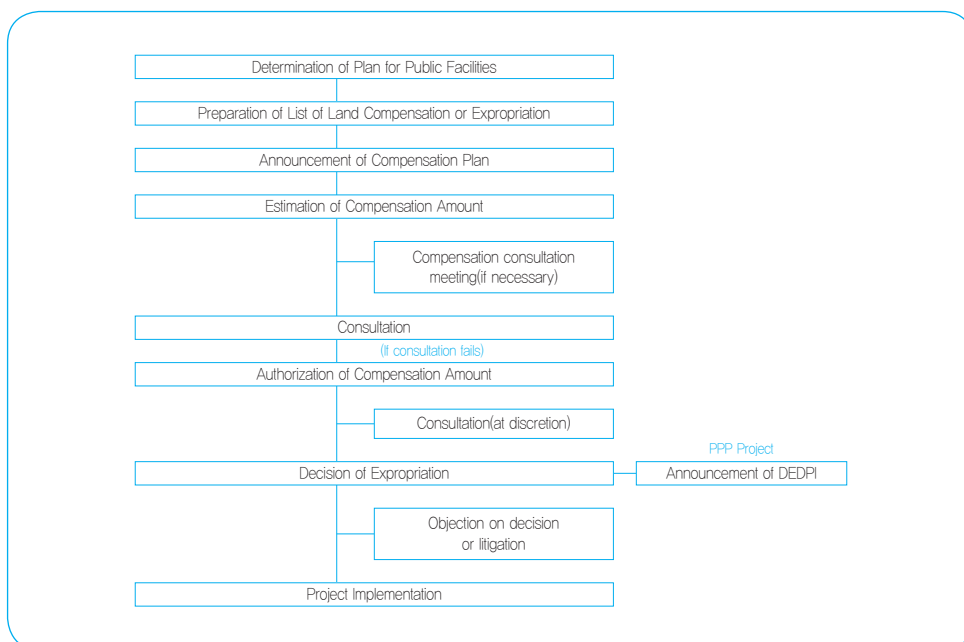 Determination of Plan for Public Facilities
Preparation of List of Land Compensation or Expropriation
Announcement of Compensation Plan
Estimation of Compensation Amount
Compensation consultation
meeting(if necessary)
Consultation
(If consultation fails)
Authorization of Compensation Amount
Consultation(at discretion)
PPP Project
Decision of Expropriation
Announcement of DEDPI
Objection on decision
or litigation
Project Implementation